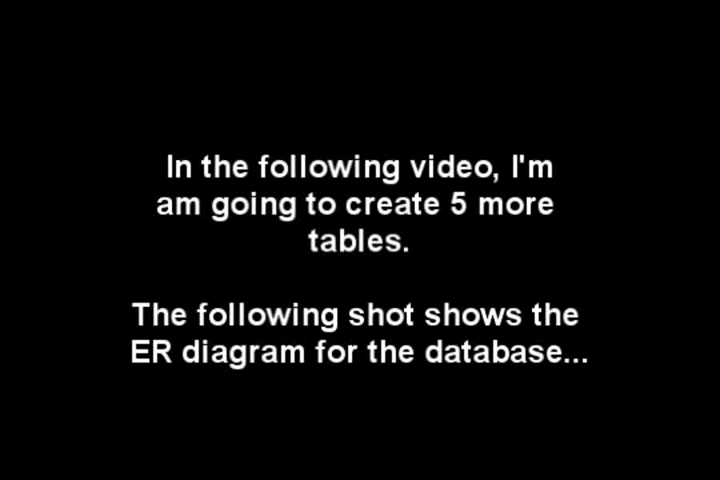 In the following video, I'm
am going to create 5 more
tables.
The following shot shows the
ER diagram for the database...